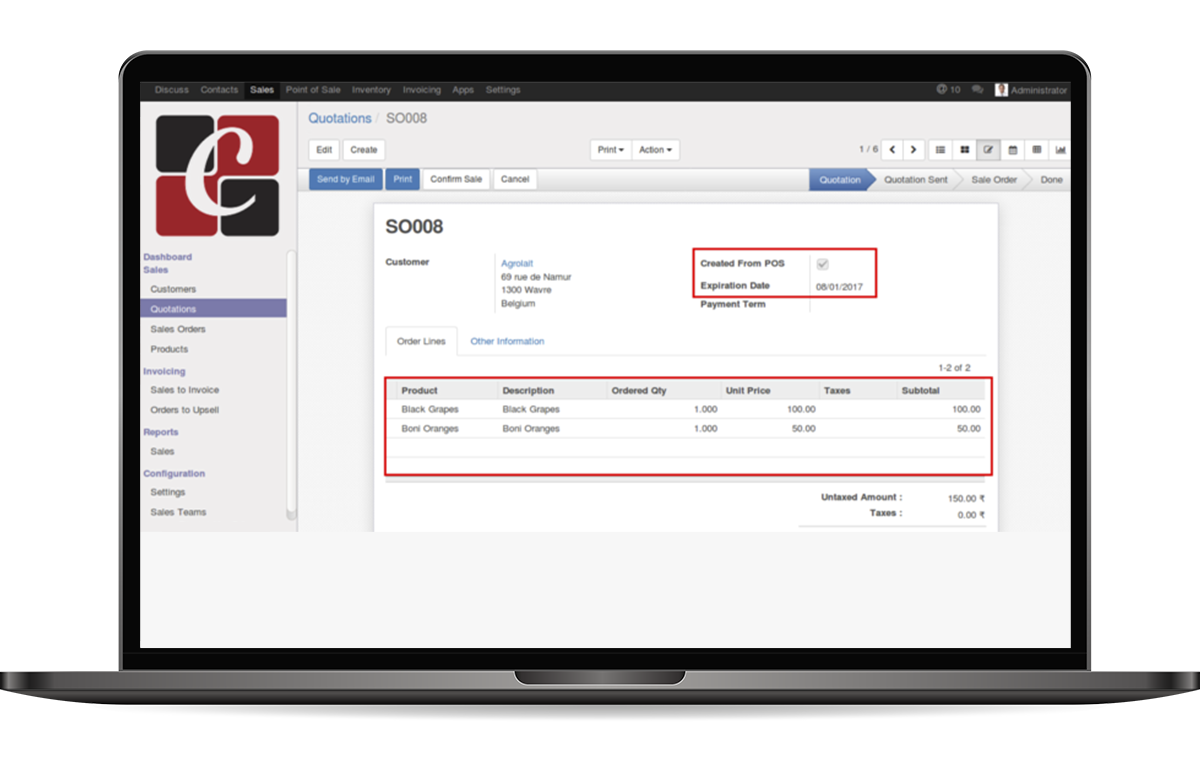 Discuss Contacts Sales Point of Sale Inventory Invoicing Apps Settings 10 Administrator
C
Quotations / SO008
Edit Create Print Action 1 / 6
Send by Email Print Confirm Sale Cancel Quotation Quotation Sent Sale Order Done
Dashboard
Sales
Customers
Quotations
Sales Orders
Products
Invoicing
Sales to Invoice
Orders to Upsell
Reports
Sales
Configuration
Settings
Sales Teams
SO008
Customer Agrolait
69 rue de Namur
1300 Wavre
Belgium
Created From POS
Expiration Date 08/01/2017
Payment Term
Order Lines Other Information
1-2 of 2
Product Description Ordered Qty Unit Price Taxes Subtotal
Black Grapes Black Grapes 1.000 100.00 100.00
Boni Oranges Boni Oranges 1.000 50.00 50.00
Untaxed Amount : 150.00 ₹
Taxes : 0.00 ₹